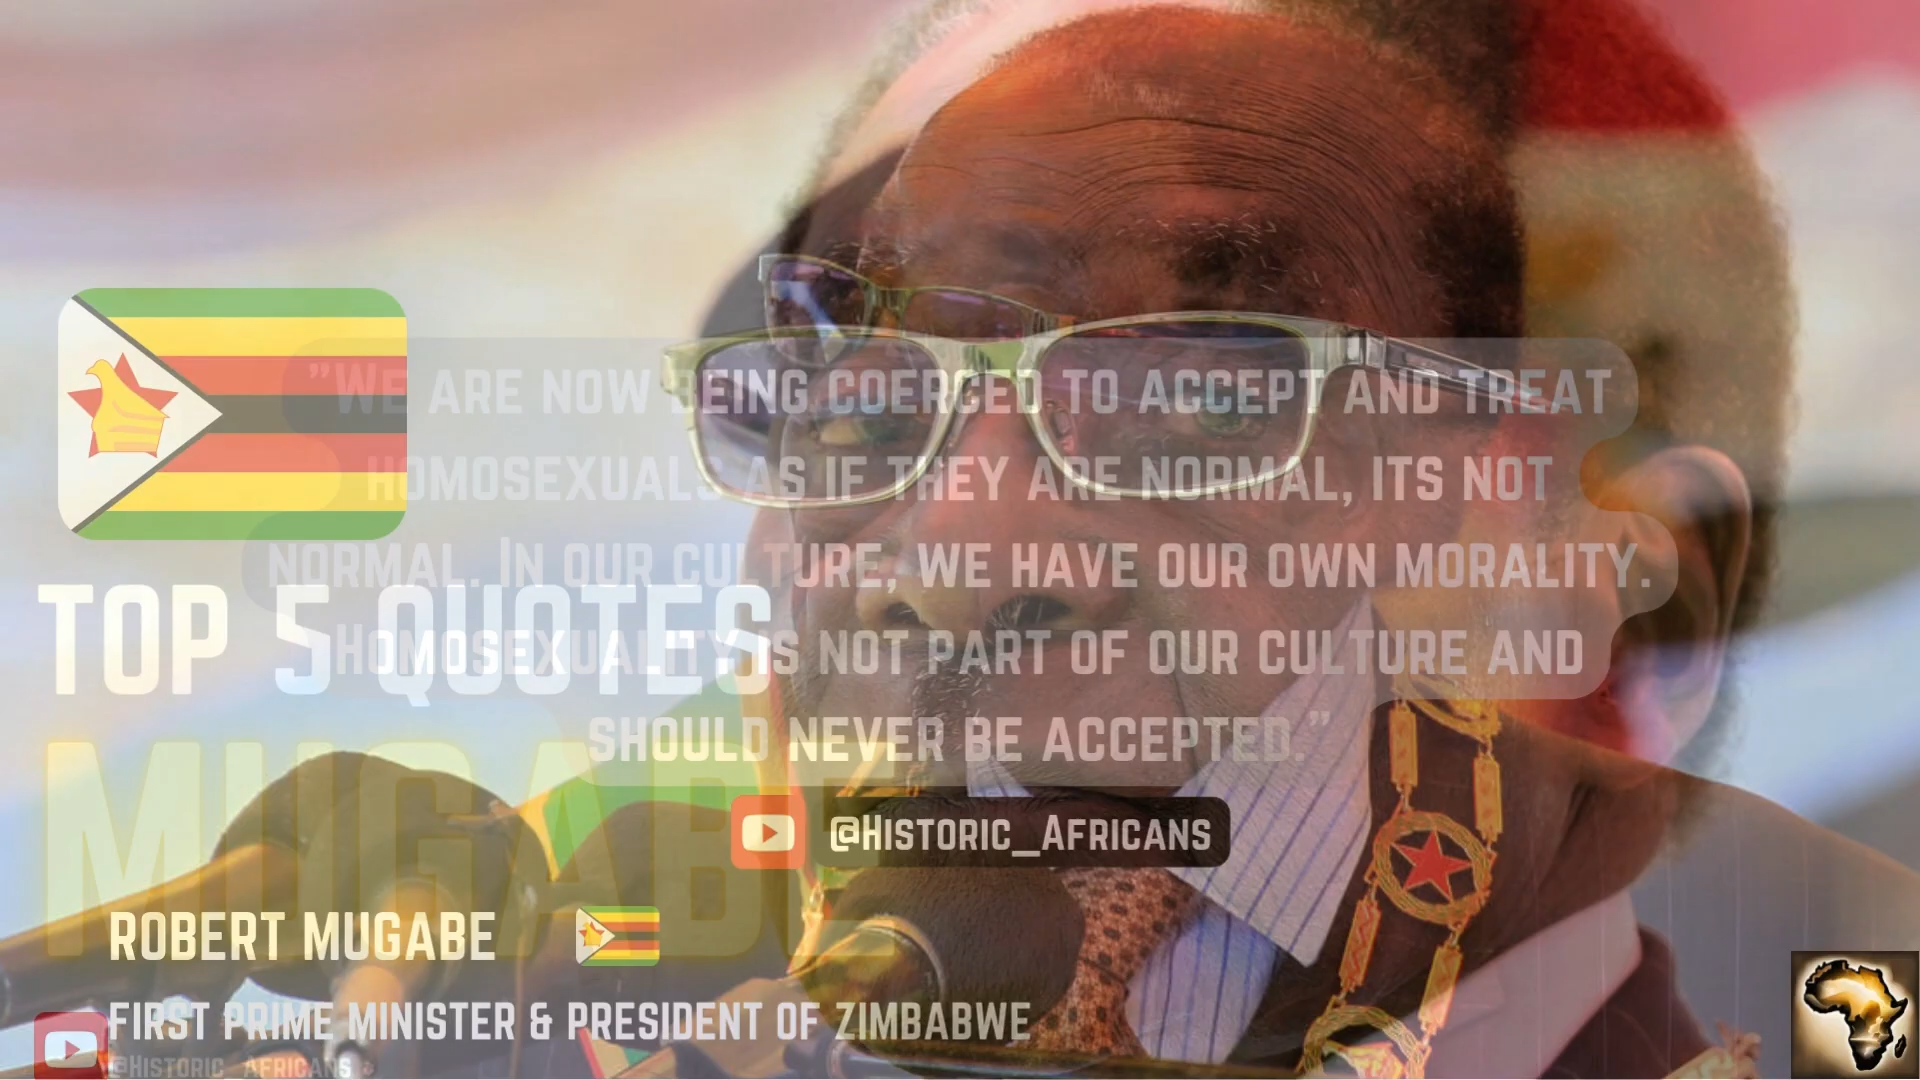 "WE ARE NOW BEING COERCED TO ACCEPT AND TREAT
HOMOSEXUALS AS IF THEY ARE NORMAL, ITS NOT
NORMAL. IN OUR CULTURE, WE HAVE OUR OWN MORALITY.
HOMOSEXUALITY IS NOT PART OF OUR CULTURE AND
SHOULD NEVER BE ACCEPTED."
TOP 5 QUOTES
MUGABE
@HISTORIC_AFRICANS
ROBERT MUGABE
FIRST PRIME MINISTER & PRESIDENT OF ZIMBABWE
@HISTORIC_AFRICANS